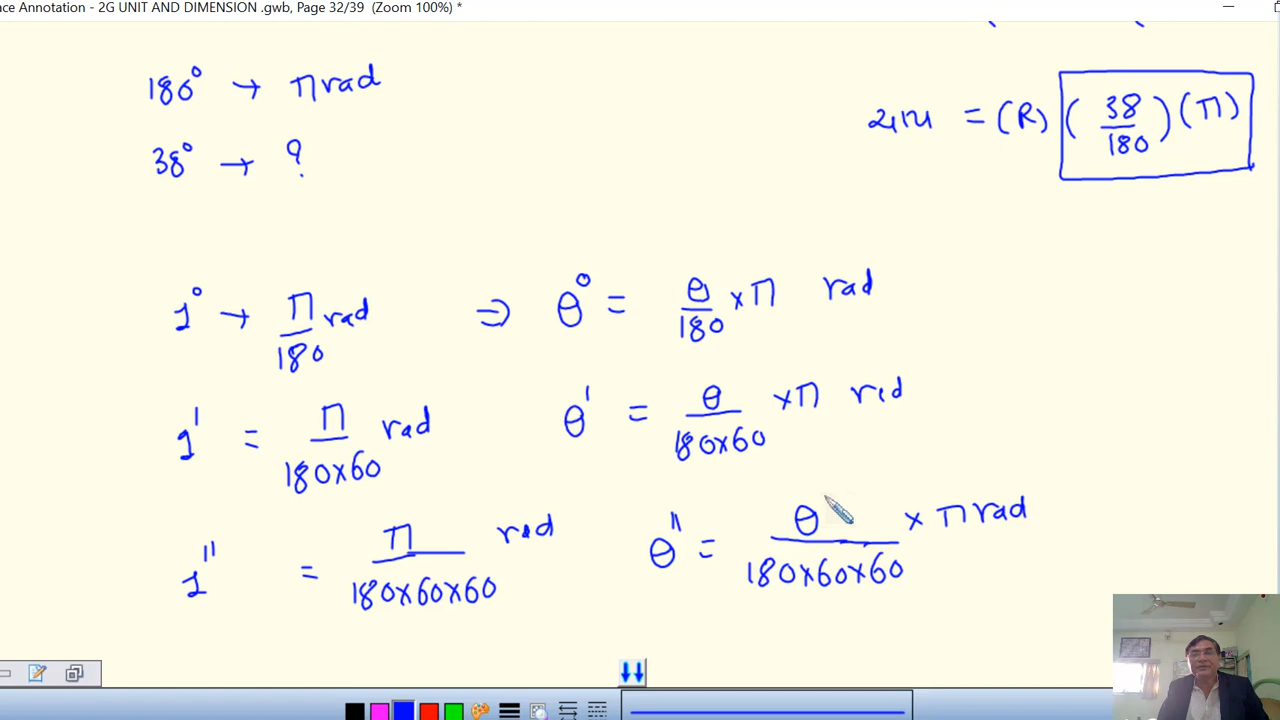 ce Annotation - 2G UNIT AND DIMENSION .gwb, Page 32/39 (Zoom 100%) *
180° → π rad
38° → ?
= (R) (38/180) (π)
1° → π/180 rad ⇒ θ° = θ/180 × π rad
1' = π/180×60 rad θ' = θ/180×60 × π rad
1'' = π/180×60×60 rad θ'' = θ/180×60×60 × π rad